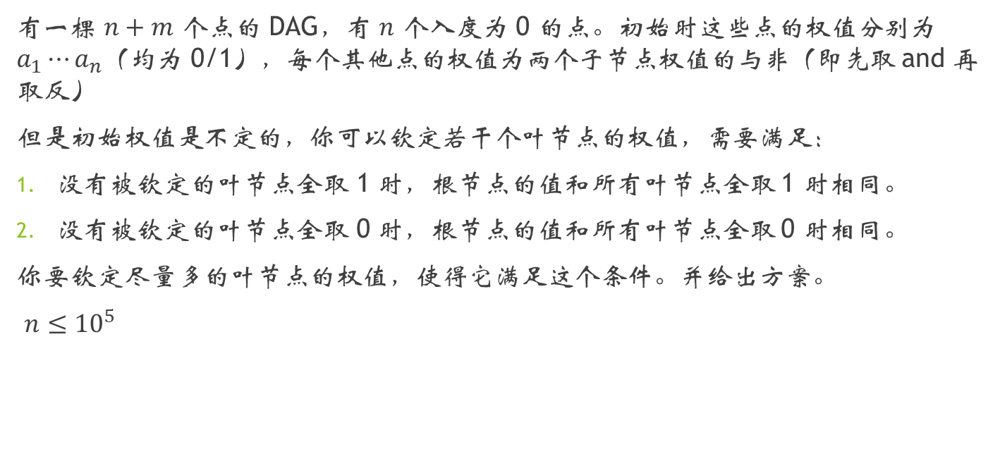 有一棵 n + m 个点的 DAG，有 n 个入度为 0 的点。初始时这些点的权值分别为
a₁ ⋯ aₙ（均为 0/1），每个其他点的权值为两个子节点权值的与非（即先取 and 再
取反）
但是初始权值是不定的，你可以钦定若干个叶节点的权值，需要满足：
1. 没有被钦定的叶节点全取 1 时，根节点的值和所有叶节点全取 1 时相同。
2. 没有被钦定的叶节点全取 0 时，根节点的值和所有叶节点全取 0 时相同。
你要钦定尽量多的叶节点的权值，使得它满足这个条件。并给出方案。
n ≤ 10⁵